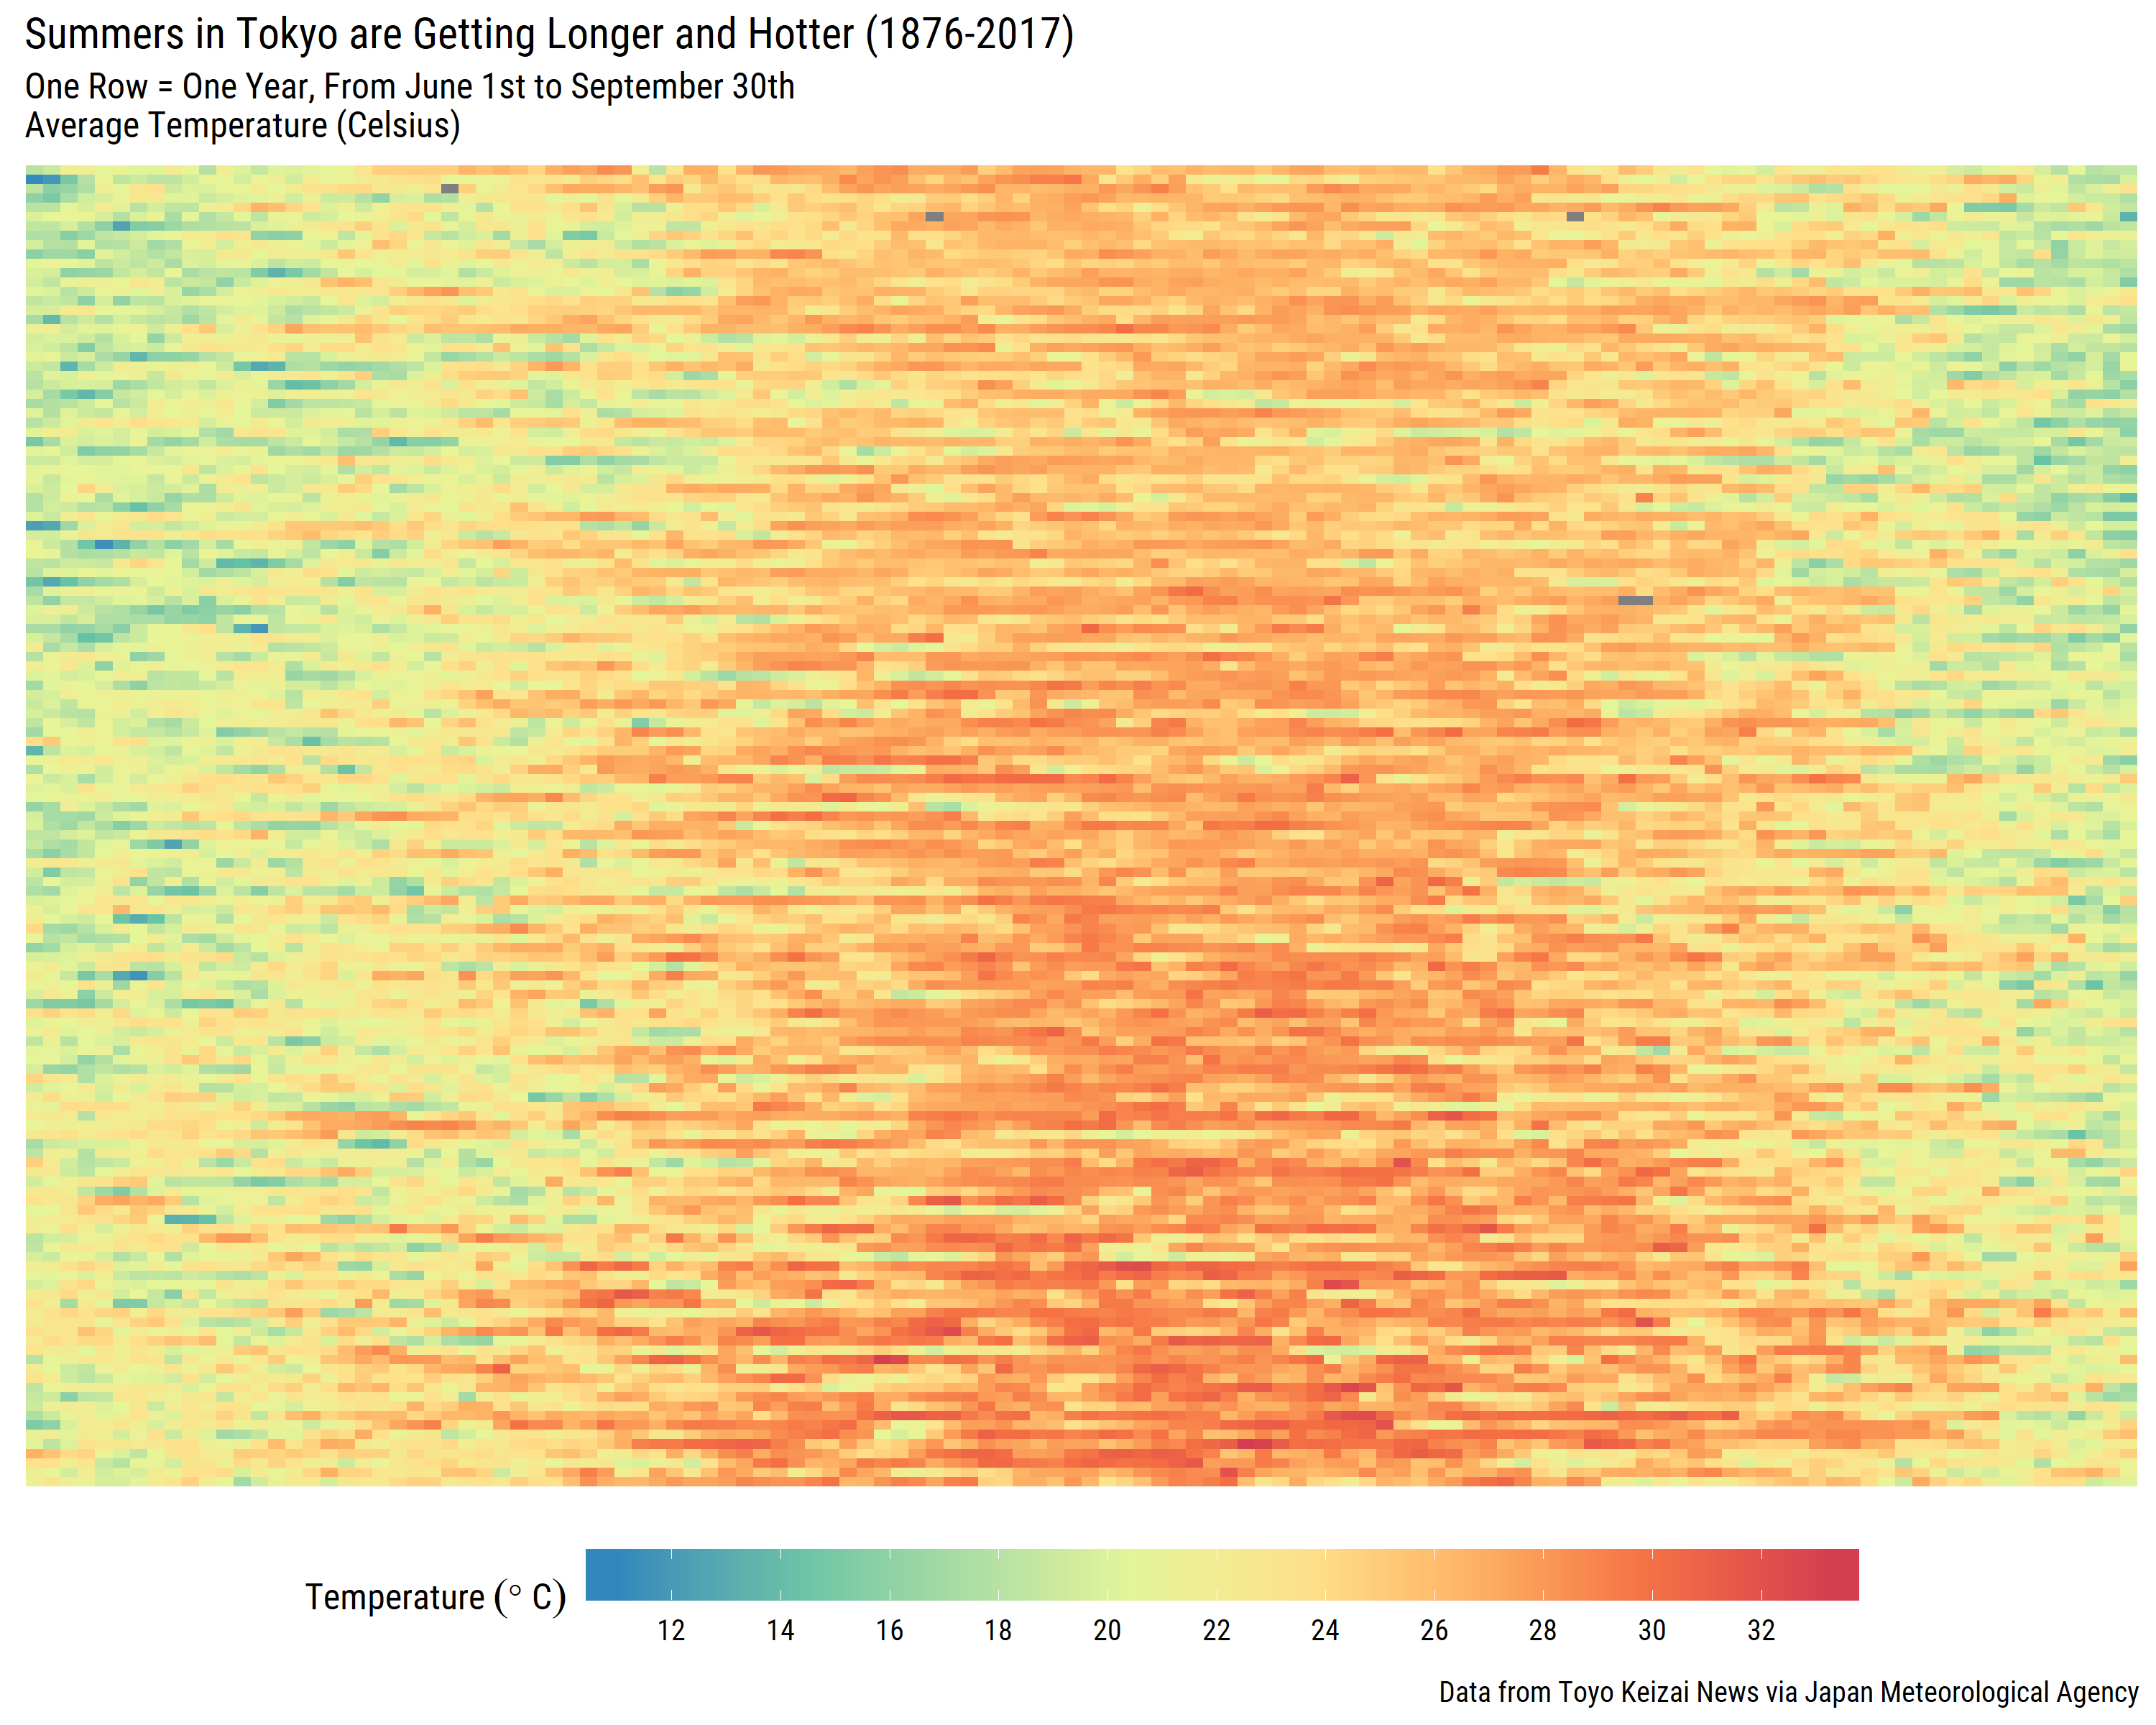 Summers in Tokyo are Getting Longer and Hotter (1876-2017)
One Row = One Year, From June 1st to September 30th
Average Temperature (Celsius)
Temperature (° C)
12 14 16 18 20 22 24 26 28 30 32
Data from Toyo Keizai News via Japan Meteorological Agency